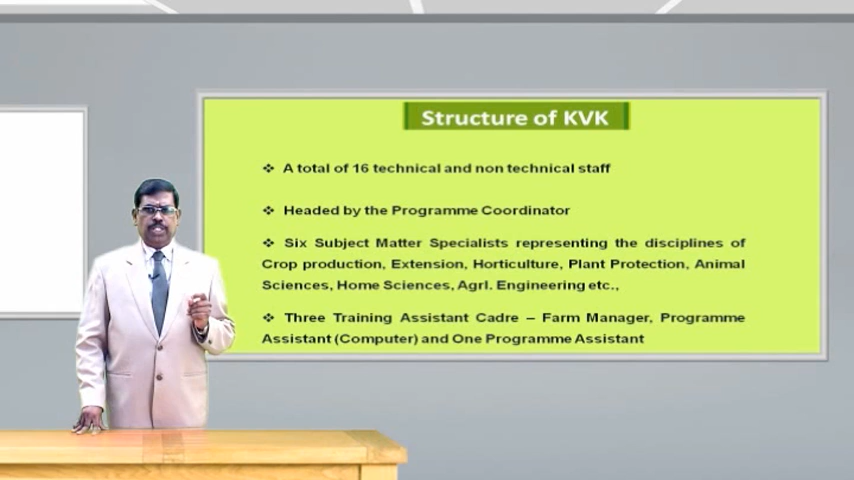 Structure of KVK
❖ A total of 16 technical and non technical staff
❖ Headed by the Programme Coordinator
❖ Six Subject Matter Specialists representing the disciplines of
Crop production, Extension, Horticulture, Plant Protection, Animal
Sciences, Home Sciences, Agrl. Engineering etc.,
❖ Three Training Assistant Cadre – Farm Manager, Programme
Assistant (Computer) and One Programme Assistant